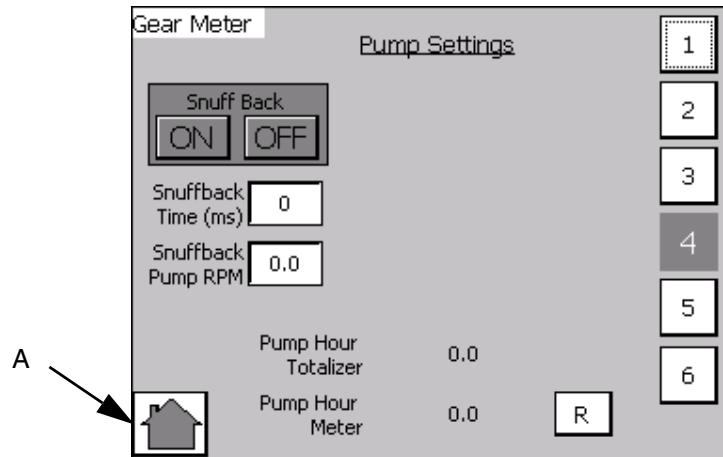 Gear Meter
Pump Settings
1
Snuff Back
ON OFF
2
Snuffback
Time (ms)
0
3
Snuffback
Pump RPM
0.0
4
5
Pump Hour
Totalizer
0.0
6
A
Pump Hour
Meter
0.0
R